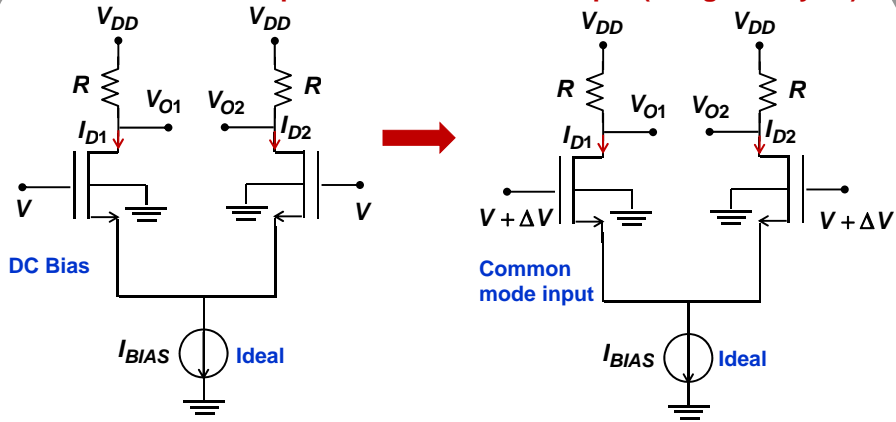 V_DD V_DD V_DD V_DD
R R R R
V_O1 V_O2 V_O1 V_O2
I_D1 I_D2 I_D1 I_D2
V V V + ΔV V + ΔV
DC Bias
Common
mode input
I_BIAS Ideal I_BIAS Ideal